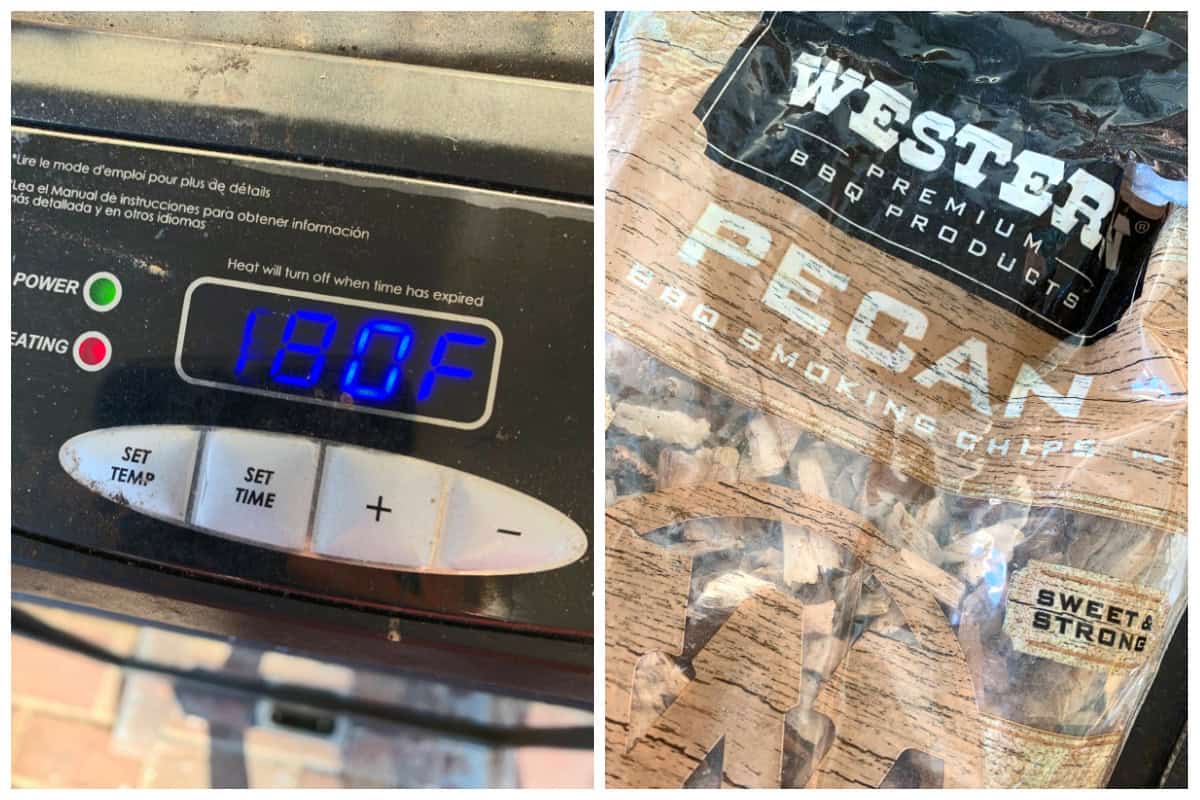 *Lire le mode d'emploi pour plus de détails
*Lea el Manual de instrucciones para obtener información
más detallada y en otros idiomas
Heat will turn off when time has expired
POWER
EATING
180F
SET
TEMP
SET
TIME
+
-
WESTERN®
PREMIUM
BBQ PRODUCTS
PECAN
BBQ SMOKING CHIPS
SWEET &
STRONG